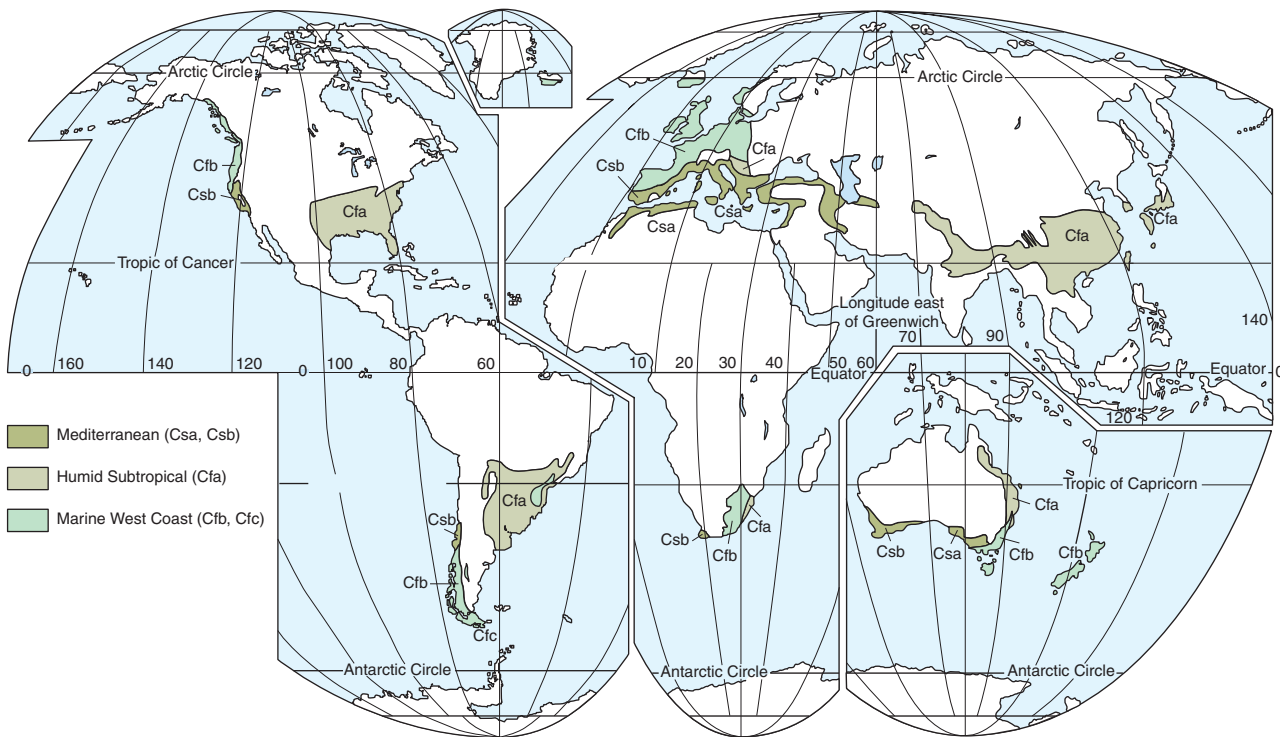 Arctic Circle
Arctic Circle
Cfb
Cfb
Cfa
Csb
Csb
Cfa
Csa
Csa
Cfa
Cfa
Tropic of Cancer
Longitude east
of Greenwich
70
90
140
0
160
140
120
0
100
80
60
10
20
30
40
50
60
Equator
Equator
0
120
Mediterranean (Csa, Csb)
Humid Subtropical (Cfa)
Marine West Coast (Cfb, Cfc)
Tropic of Capricorn
Cfa
Csb
Cfb
Cfc
Csb
Cfb
Cfa
Csb
Csa
Cfb
Cfa
Cfb
Antarctic Circle
Antarctic Circle
Antarctic Circle